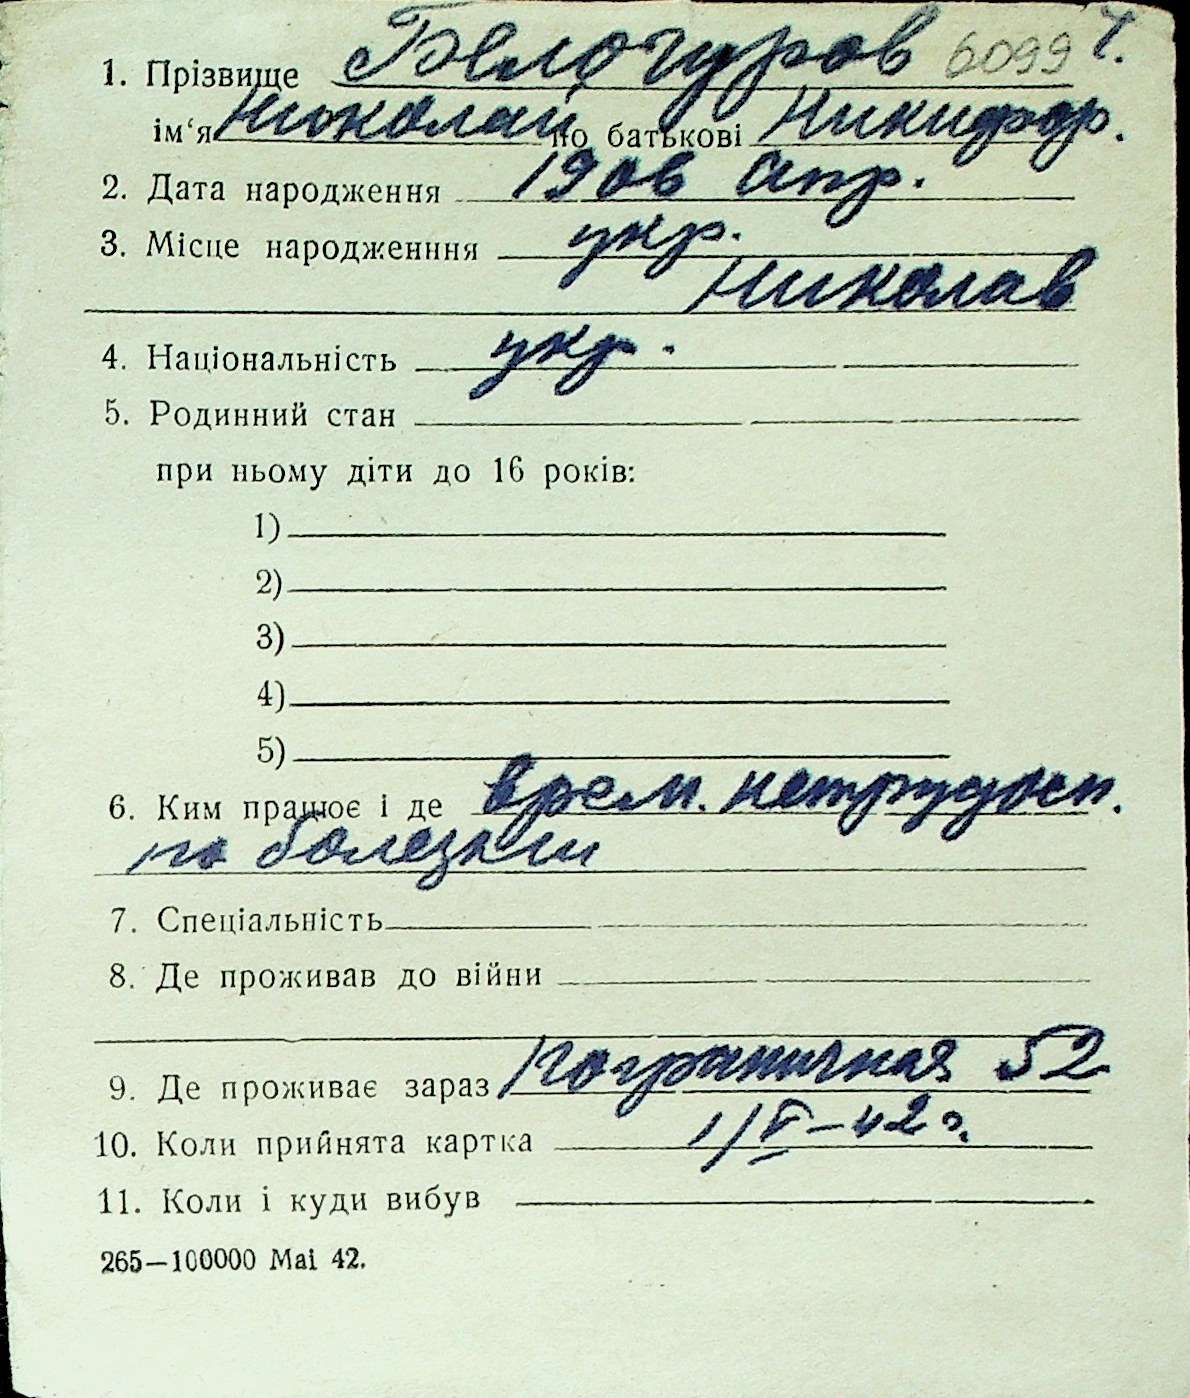 1. Прізвище Белогуров 6099
ім‘я Николай по батькові Никифор.
2. Дата народження 1906 апр.
3. Місце народженння укр.
Николаев
4. Національність укр.
5. Родинний стан
при ньому діти до 16 років:
1)
2)
3)
4)
5)
6. Ким працює і де врем. нетрудосп.
по болезни
7. Спеціальність
8. Де проживав до війни
9. Де проживає зараз Пограничная 52
10. Коли прийнята картка 1/V–42 г.
11. Коли і куди вибув
265—100000 Mai 42.